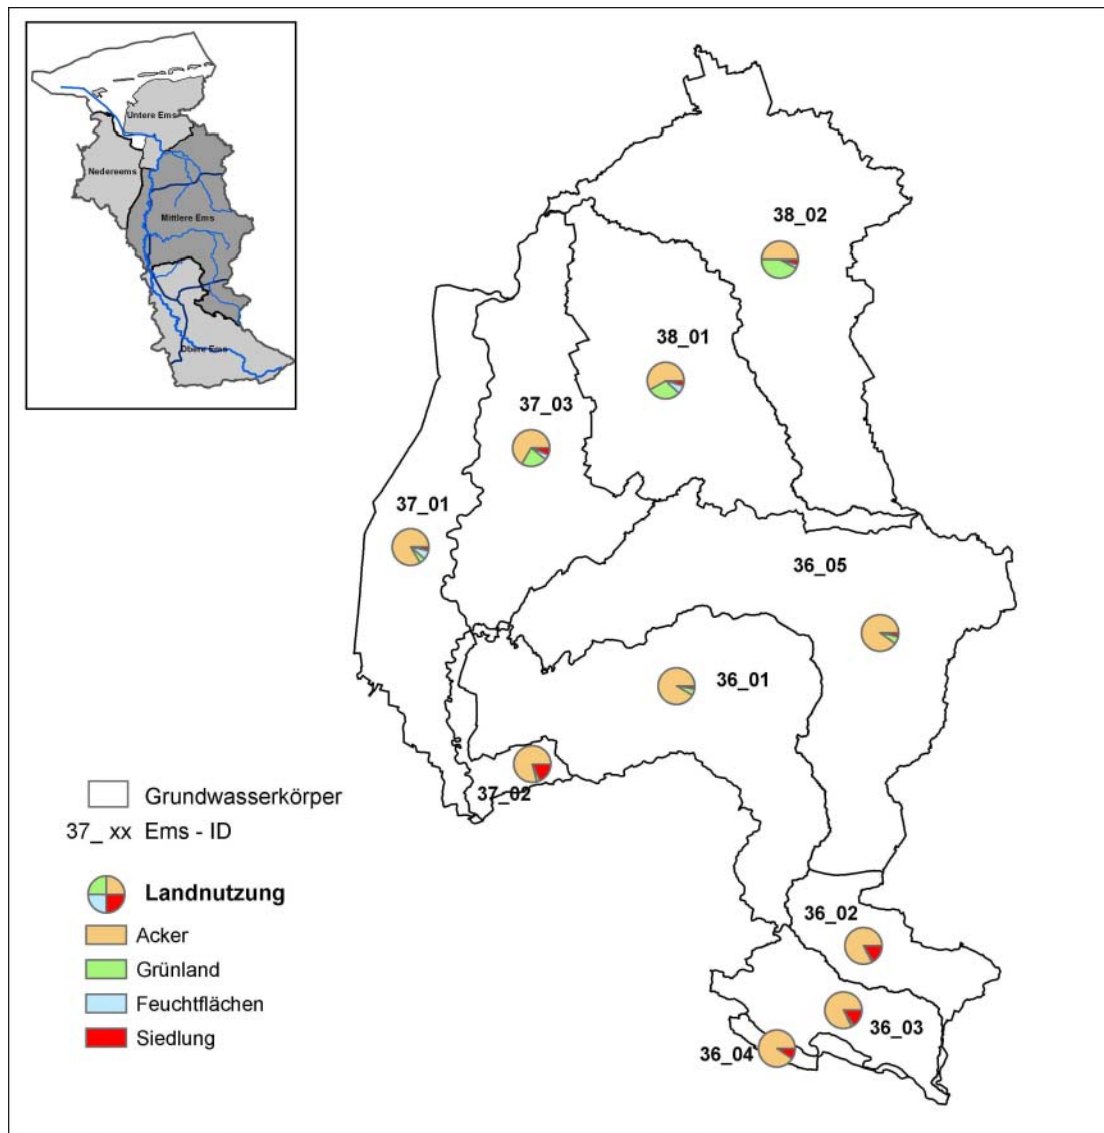 Untere Ems
Nedereems
Mittlere Ems
Obere Ems
38_02
38_01
37_03
37_01
36_05
36_01
37_02
36_02
36_03
36_04
Grundwasserkörper
37_ xx Ems - ID
Landnutzung
Acker
Grünland
Feuchtflächen
Siedlung